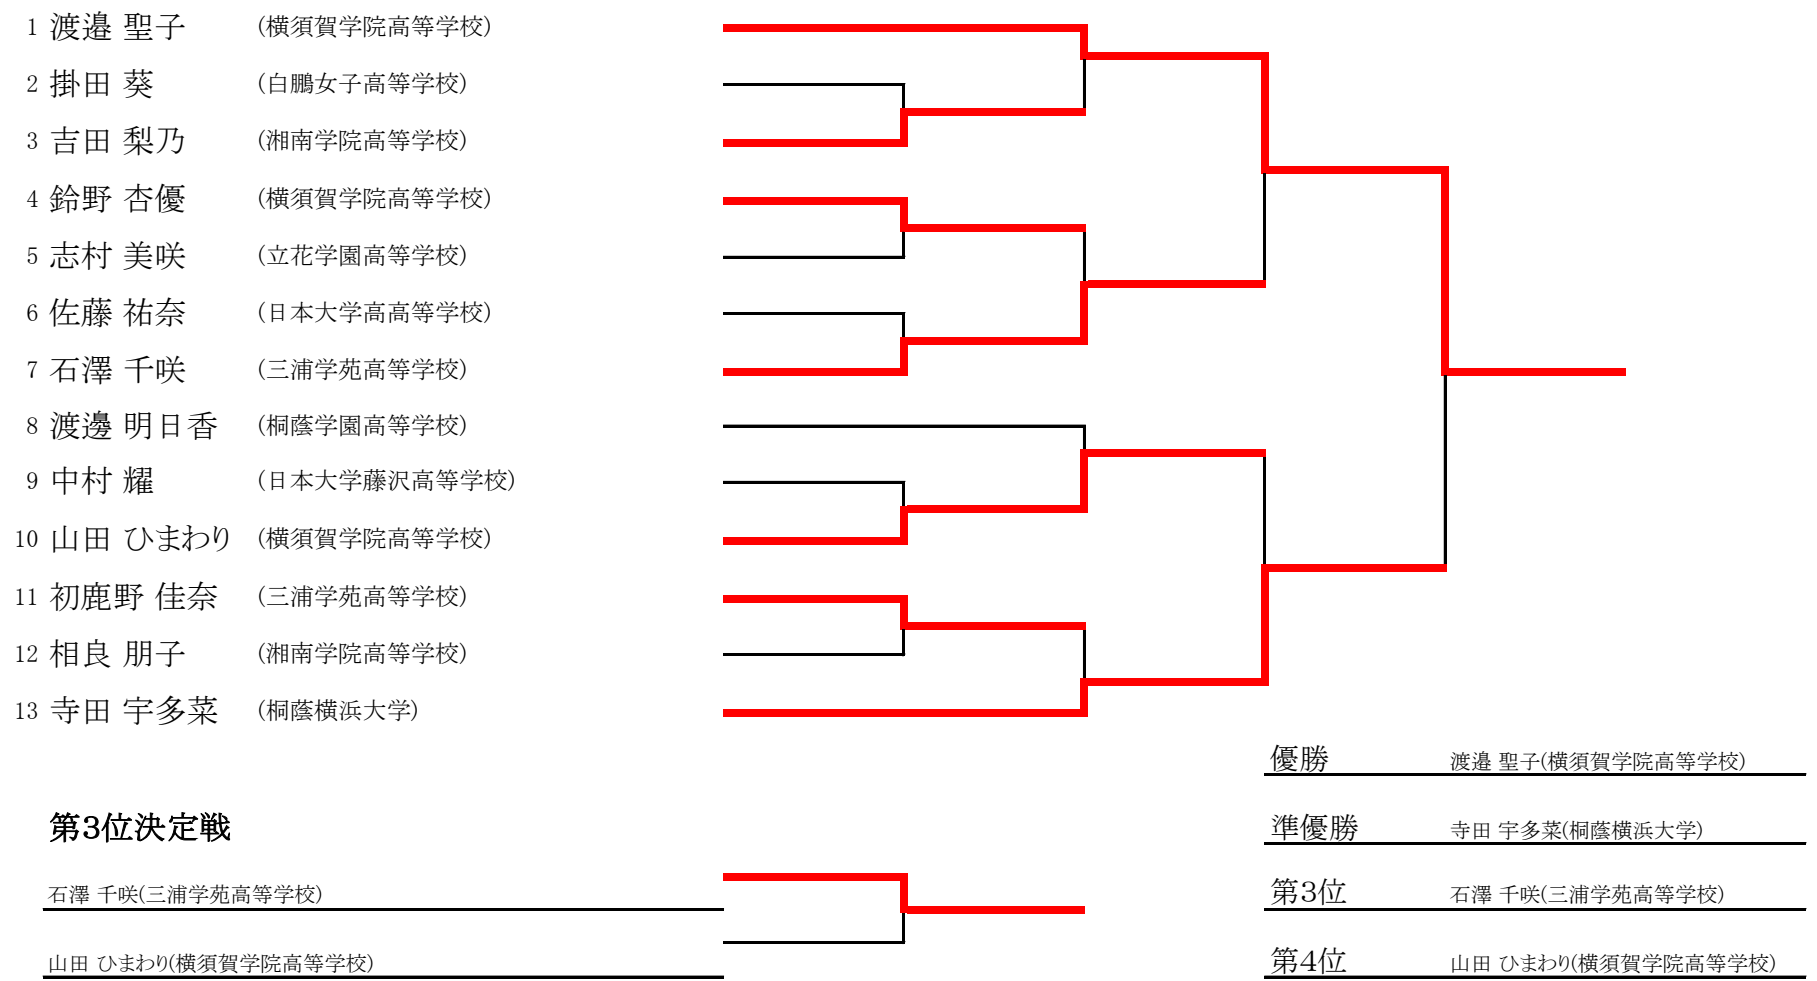 1 渡邉 聖子 (横須賀学院高等学校)
2 掛田 葵 (白鵬女子高等学校)
3 吉田 梨乃 (湘南学院高等学校)
4 鈴野 杏優 (横須賀学院高等学校)
5 志村 美咲 (立花学園高等学校)
6 佐藤 祐奈 (日本大学高高等学校)
7 石澤 千咲 (三浦学苑高等学校)
8 渡邊 明日香 (桐蔭学園高等学校)
9 中村 耀 (日本大学藤沢高等学校)
10 山田 ひまわり (横須賀学院高等学校)
11 初鹿野 佳奈 (三浦学苑高等学校)
12 相良 朋子 (湘南学院高等学校)
13 寺田 宇多菜 (桐蔭横浜大学)
優勝 渡邉 聖子(横須賀学院高等学校)
準優勝 寺田 宇多菜(桐蔭横浜大学)
第3位 石澤 千咲(三浦学苑高等学校)
第4位 山田 ひまわり(横須賀学院高等学校)
第3位決定戦
石澤 千咲(三浦学苑高等学校)
山田 ひまわり(横須賀学院高等学校)